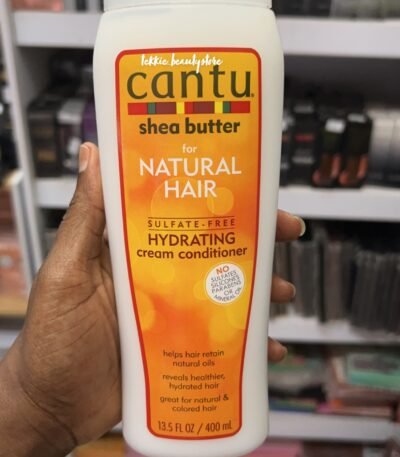 lekkie.beautystore
cantu®
shea butter
for
NATURAL
HAIR
SULFATE-FREE
HYDRATING
cream conditioner
NO
SULFATES
SILICONES
PARABENS
OR
MINERAL OIL
helps hair retain
natural oils
reveals healthier,
hydrated hair
great for natural &
colored hair
13.5 FL OZ / 400 mL